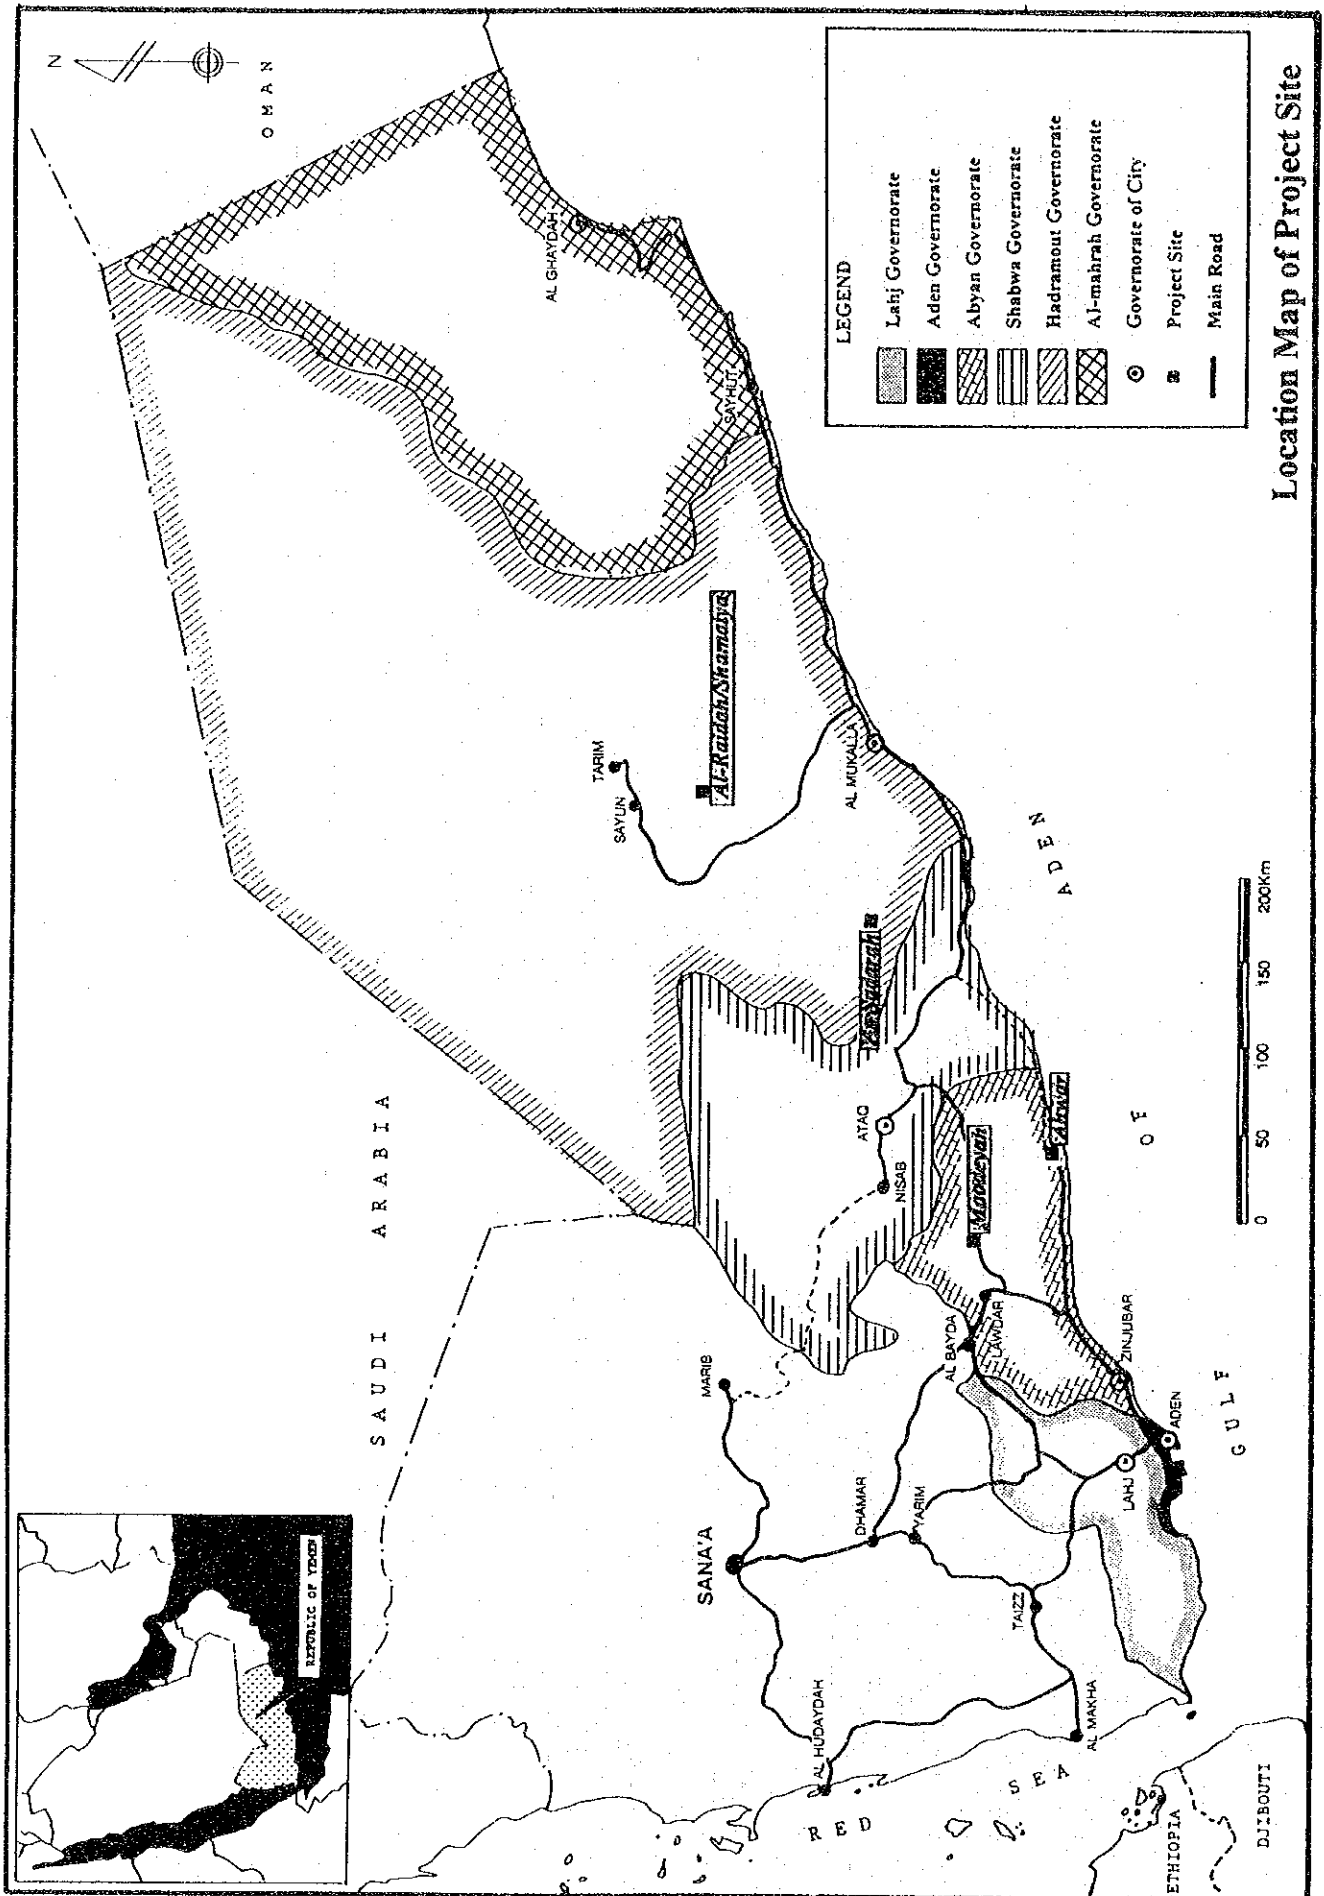 N
OMAN
SAUDI ARABIA
REPUBLIC OF YEMEN
AL GHAYDAH
SAYHUT
TARIM
SAYUN
Al-Raidah/Shamaiya
AL MUKALLA
ATAQ
NISAB
Ahwar
MARIB
AL BAYDA
LAWDAR
ZINJUBAR
SANA'A
DHAMAR
YARIM
LAHJ
ADEN
TAIZZ
AL HUDAYDAH
AL MAKHA
RED SEA
GULF OF ADEN
ETHIOPIA
DJIBOUTI
0 50 100 150 200Km
LEGEND
Lahj Governorate
Aden Governorate
Abyan Governorate
Shabwa Governorate
Hadramout Governorate
Al-mahrah Governorate
Governorate of City
Project Site
Main Road
Location Map of Project Site